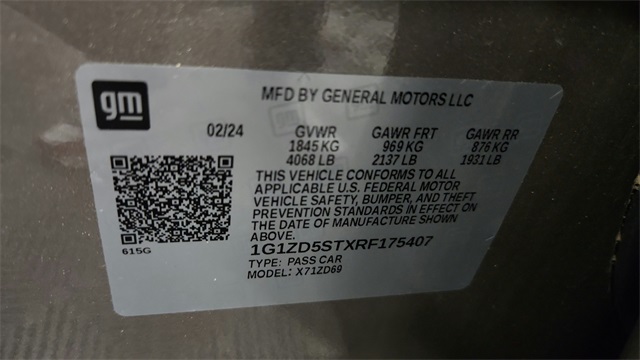 gm
MFD BY GENERAL MOTORS LLC
02/24 GVWR GAWR FRT GAWR RR
1845 KG 969 KG 876 KG
4068 LB 2137 LB 1931 LB
THIS VEHICLE CONFORMS TO ALL
APPLICABLE U.S. FEDERAL MOTOR
VEHICLE SAFETY, BUMPER, AND THEFT
PREVENTION STANDARDS IN EFFECT ON
THE DATE OF MANUFACTURE SHOWN
ABOVE.
615G
1G1ZD5STXRF175407
TYPE: PASS CAR
MODEL: X71ZD69